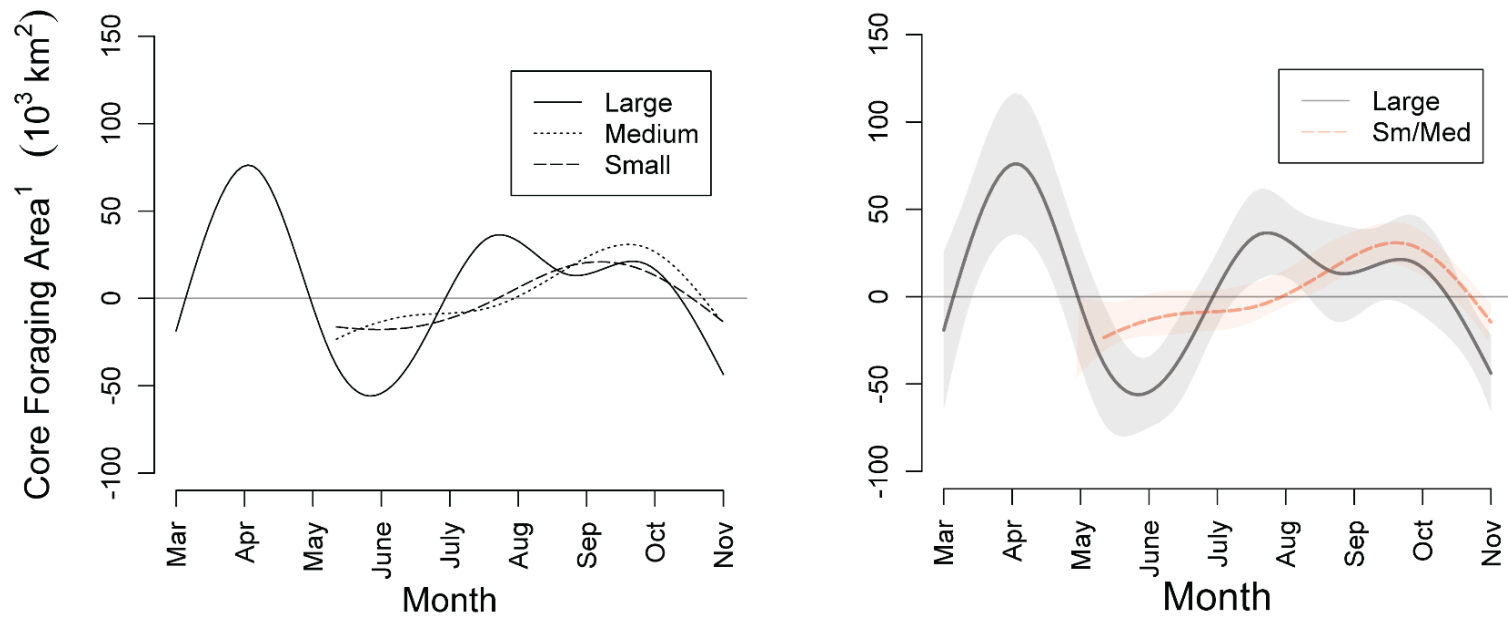 Core Foraging Area¹ (10³ km²)
150
100
50
0
-50
-100
Large
Medium
Small
Mar
Apr
May
June
July
Aug
Sep
Oct
Nov
Month
150
100
50
0
-50
-100
Large
Sm/Med
Mar
Apr
May
June
July
Aug
Sep
Oct
Nov
Month